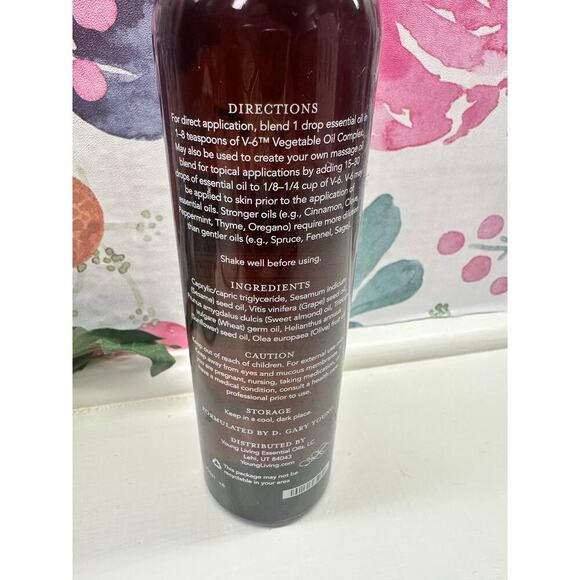 DIRECTIONS
For direct application, blend 1 drop essential oil in
1–8 teaspoons of V-6™ Vegetable Oil Complex.
May also be used to create your own massage oil
blend for topical applications by adding 15–30
drops of essential oil to 1/8–1/4 cup of V-6. V-6 may
be applied to skin prior to the application of
essential oils. Stronger oils (e.g., Cinnamon, Clove,
Peppermint, Thyme, Oregano) require more dilution
than gentler oils (e.g., Spruce, Fennel, Sage).
Shake well before using.
INGREDIENTS
Caprylic/capric triglyceride, Sesamum indicum
(Sesame) seed oil, Vitis vinifera (Grape) seed oil,
Prunus amygdalus dulcis (Sweet almond) oil, Triticum
vulgare (Wheat) germ oil, Helianthus annuus
(Sunflower) seed oil, Olea europaea (Olive) fruit
CAUTION
Keep out of reach of children. For external use only.
Keep away from eyes and mucous membranes. If
you are pregnant, nursing, taking medication, or
have a medical condition, consult a health
professional prior to use.
STORAGE
Keep in a cool, dark place.
FORMULATED BY D. GARY YOUNG
DISTRIBUTED BY
Young Living Essential Oils, LC
Lehi, UT 84043
YoungLiving.com
This package may not be
recyclable in your area